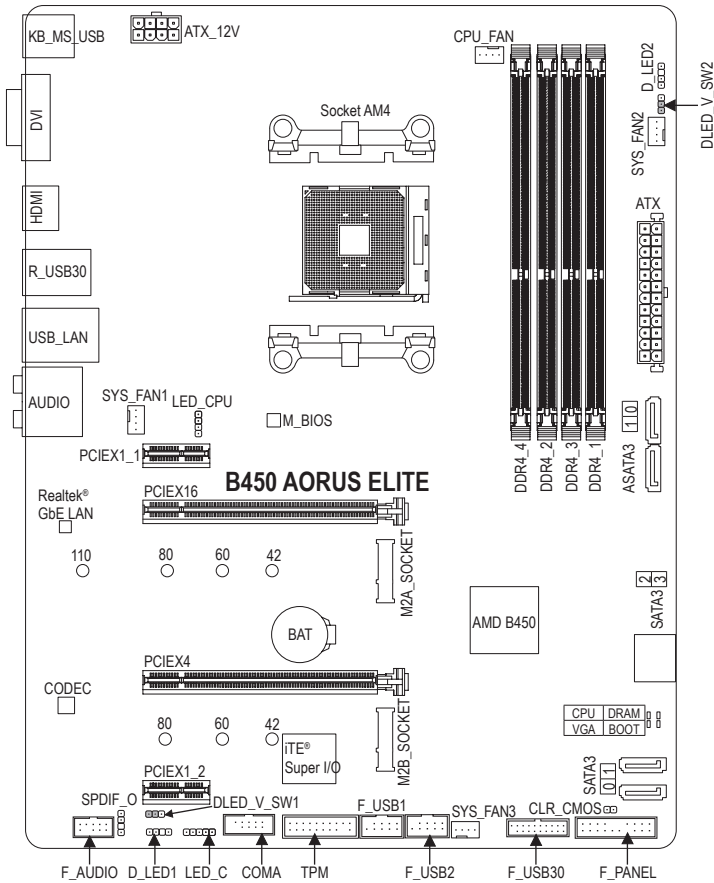 KB_MS_USB
ATX_12V
CPU_FAN
D_LED2
DLED_V_SW2
DVI
Socket AM4
SYS_FAN2
HDMI
ATX
R_USB30
USB_LAN
AUDIO
SYS_FAN1
LED_CPU
M_BIOS
PCIEX1_1
DDR4_4
DDR4_2
DDR4_3
DDR4_1
ASATA3
1 0
B450 AORUS ELITE
PCIEX16
Realtek®
GbE LAN
110
80
60
42
M2A_SOCKET
BAT
AMD B450
2 3
SATA3
PCIEX4
CODEC
80
60
42
iTE®
Super I/O
M2B_SOCKET
CPU DRAM
VGA BOOT
SATA3
0 1
PCIEX1_2
SPDIF_O
DLED_V_SW1
F_USB1
SYS_FAN3
CLR_CMOS
F_AUDIO
D_LED1
LED_C
COMA
TPM
F_USB2
F_USB30
F_PANEL